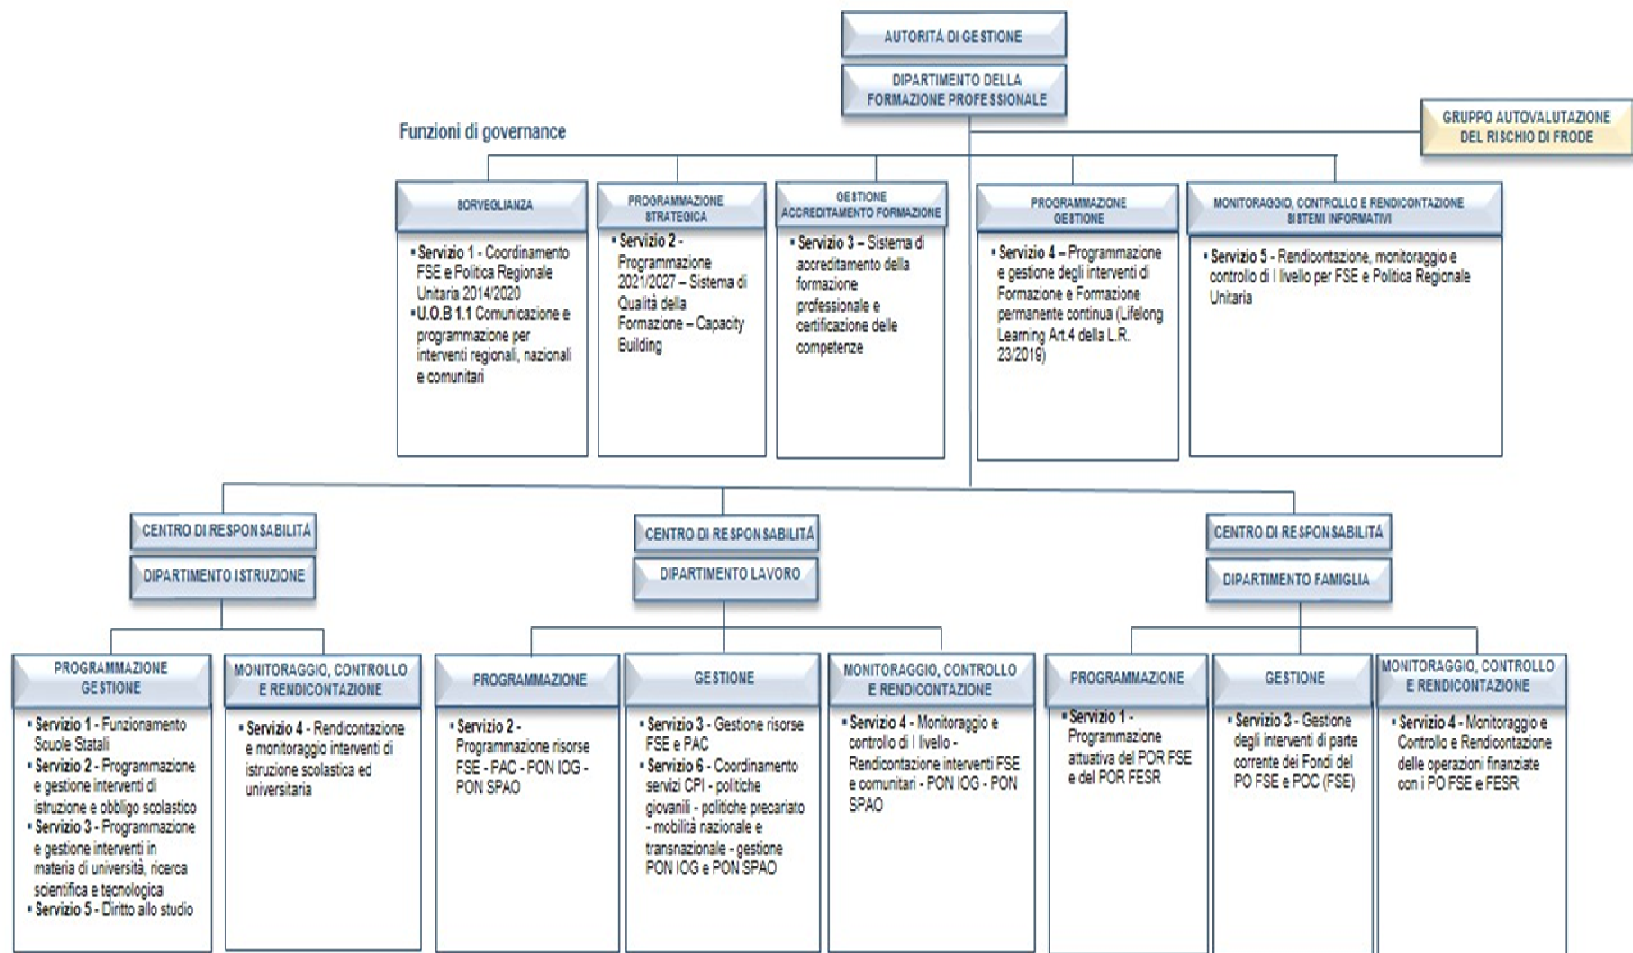 AUTORITÁ DI GESTIONE
DIPARTIMENTO DELLA
FORMAZIONE PROFESSIONALE
GRUPPO AUTOVALUTAZIONE
DEL RISCHIO DI FRODE
Funzioni di governance
SORVEGLIANZA
▪ Servizio 1 - Coordinamento
FSE e Politica Regionale
Unitaria 2014/2020
▪ U.O.B 1.1 Comunicazione e
programmazione per
interventi regionali, nazionali
e comunitari
PROGRAMMAZIONE
STRATEGICA
▪ Servizio 2 -
Programmazione
2021/2027 – Sistema di
Qualità della
Formazione – Capacity
Building
GESTIONE
ACCREDITAMENTO FORMAZIONE
▪ Servizio 3 – Sistema di
accreditamento della
formazione
professionale e
certificazione delle
competenze
PROGRAMMAZIONE
GESTIONE
▪ Servizio 4 – Programmazione
e gestione degli interventi di
Formazione e Formazione
permanente continua (Lifelong
Learning Art.4 della L.R.
23/2019)
MONITORAGGIO, CONTROLLO E RENDICONTAZIONE
SISTEMI INFORMATIVI
▪ Servizio 5 - Rendicontazione, monitoraggio e
controllo di I livello per FSE e Politica Regionale
Unitaria
CENTRO DI RESPONSABILITÁ
DIPARTIMENTO ISTRUZIONE
PROGRAMMAZIONE
GESTIONE
▪ Servizio 1 - Funzionamento
Scuole Statali
▪ Servizio 2 - Programmazione
e gestione interventi di
istruzione e obbligo scolastico
▪ Servizio 3 - Programmazione
e gestione interventi in
materia di università, ricerca
scientifica e tecnologica
▪ Servizio 5 - Diritto allo studio
MONITORAGGIO, CONTROLLO
E RENDICONTAZIONE
▪ Servizio 4 - Rendicontazione
e monitoraggio interventi di
istruzione scolastica ed
universitaria
CENTRO DI RESPONSABILITÁ
DIPARTIMENTO LAVORO
PROGRAMMAZIONE
▪ Servizio 2 -
Programmazione risorse
FSE - PAC - PON IOG -
PON SPAO
GESTIONE
▪ Servizio 3 - Gestione risorse
FSE e PAC
▪ Servizio 6 - Coordinamento
servizi CPI - politiche
giovanili - politiche precariato
- mobilità nazionale e
transnazionale - gestione
PON IOG e PON SPAO
MONITORAGGIO, CONTROLLO
E RENDICONTAZIONE
▪ Servizio 4 - Monitoraggio e
controllo di I livello -
Rendicontazione interventi FSE
e comunitari - PON IOG - PON
SPAO
CENTRO DI RESPONSABILITÁ
DIPARTIMENTO FAMIGLIA
PROGRAMMAZIONE
▪ Servizio 1 -
Programmazione
attuativa del POR FSE
e del POR FESR
GESTIONE
▪ Servizio 3 - Gestione
degli interventi di parte
corrente dei Fondi del
PO FSE e POC (FSE)
MONITORAGGIO, CONTROLLO
E RENDICONTAZIONE
▪ Servizio 4 - Monitoraggio e
Controllo e Rendicontazione
delle operazioni finanziate
con i PO FSE e FESR